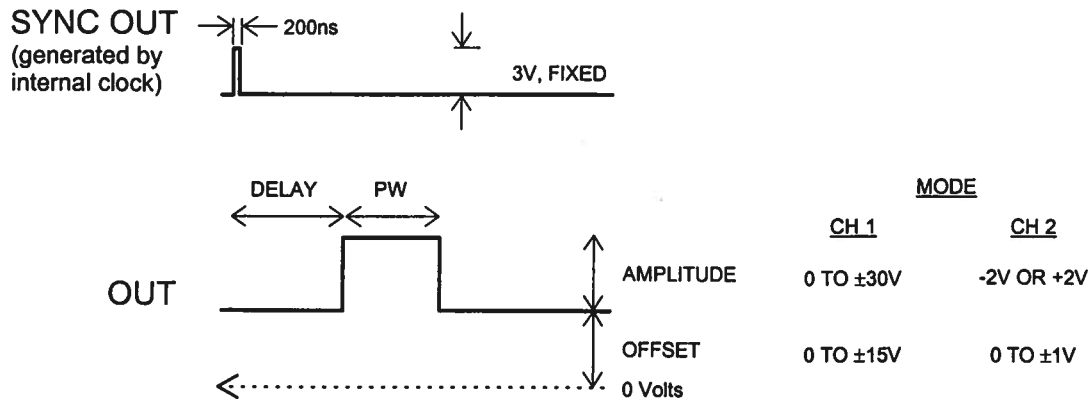 SYNC OUT
(generated by
internal clock)
200ns
3V, FIXED
DELAY
PW
OUT
AMPLITUDE
OFFSET
0 Volts
MODE
CH 1
CH 2
0 TO ±30V
-2V OR +2V
0 TO ±15V
0 TO ±1V